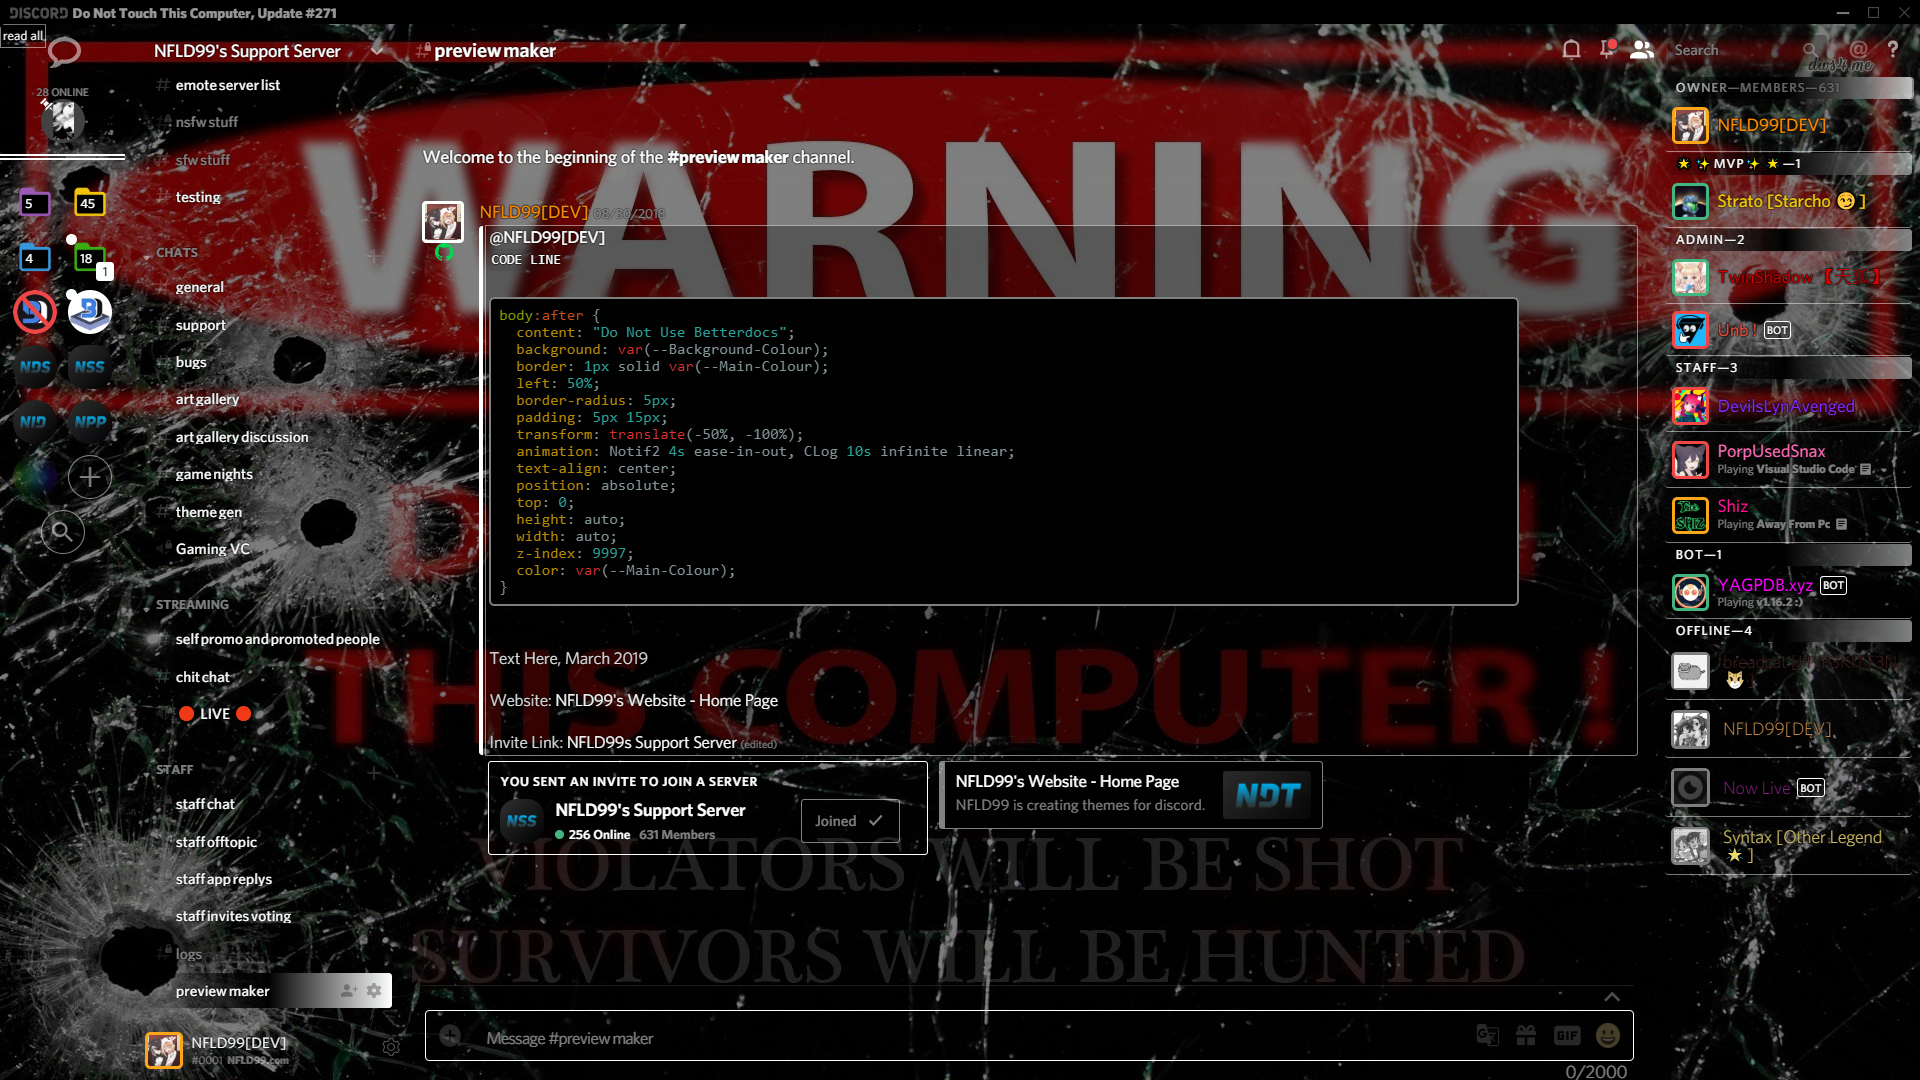 DISCORD Do Not Touch This Computer, Update #271
read all
28 ONLINE
5
45
4
18
1
NDS
NSS
NID
NPP
NFLD99's Support Server
emote server list
nsfw stuff
sfw stuff
testing
CHATS
general
support
bugs
art gallery
art gallery discussion
game nights
theme gen
Gaming VC
STREAMING
self promo and promoted people
chit chat
🔴 LIVE 🔴
STAFF
staff chat
staff offtopic
staff app replys
staff invites voting
logs
preview maker
NFLD99[DEV]
#0001 NFLD99.com
# preview maker
WARNING
THIS COMPUTER !
VIOLATORS WILL BE SHOT
SURVIVORS WILL BE HUNTED
Welcome to the beginning of the #preview maker channel.
NFLD99[DEV] 08/30/2018
@NFLD99[DEV]
CODE LINE
body:after {
content: "Do Not Use Betterdocs";
background: var(--Background-Colour);
border: 1px solid var(--Main-Colour);
left: 50%;
border-radius: 5px;
padding: 5px 15px;
transform: translate(-50%, -100%);
animation: Notif2 4s ease-in-out, CLog 10s infinite linear;
text-align: center;
position: absolute;
top: 0;
height: auto;
width: auto;
z-index: 9997;
color: var(--Main-Colour);
}
Text Here, March 2019
Website: NFLD99's Website - Home Page
Invite Link: NFLD99s Support Server (edited)
YOU SENT AN INVITE TO JOIN A SERVER
NSS
NFLD99's Support Server
256 Online 631 Members
Joined
NFLD99's Website - Home Page
NFLD99 is creating themes for discord.
NDT
Message #preview maker
GIF
0/2000
Search
@
?
OWNER—MEMBERS—631
NFLD99[DEV]
MVP —1
Strato [Starcho 😏 ]
ADMIN—2
TwinShadow
Unb ! BOT
STAFF—3
DevilsLynAvenged
PorpUsedSnax
Playing Visual Studio Code
The Shiz
Shiz
Playing Away From Pc
BOT—1
YAGPDB.xyz BOT
Playing v1.16.2 :)
OFFLINE—4
NFLD99[DEV]
Now Live BOT
Syntax [Other Legend
🌟 ]